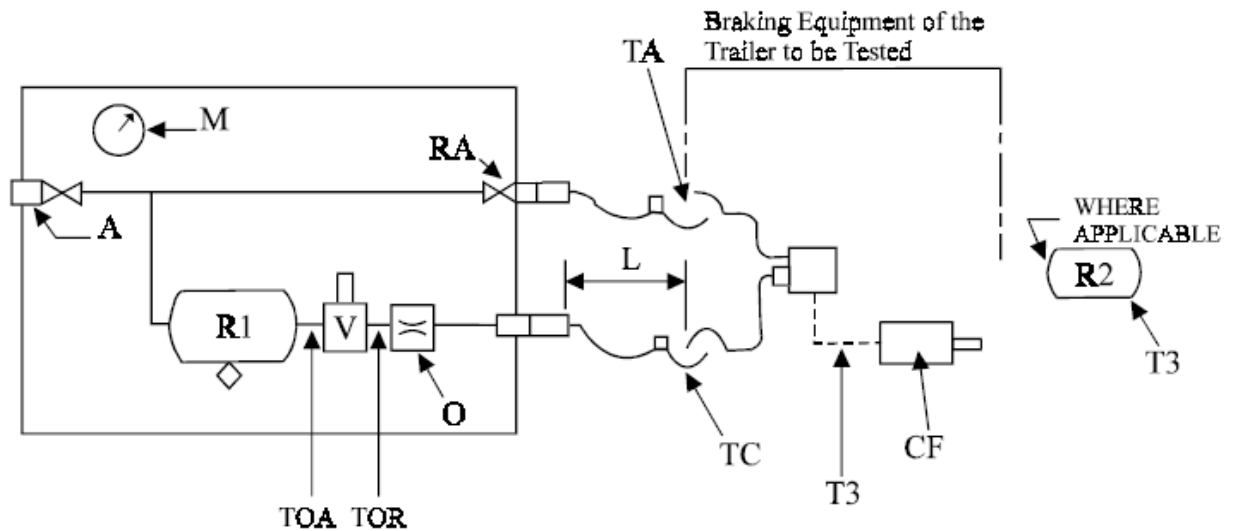 Braking Equipment of the
Trailer to be Tested
TA
M
RA
A
WHERE
APPLICABLE
L
R2
R1
V
T3
O
TC
CF
T3
TOA TOR